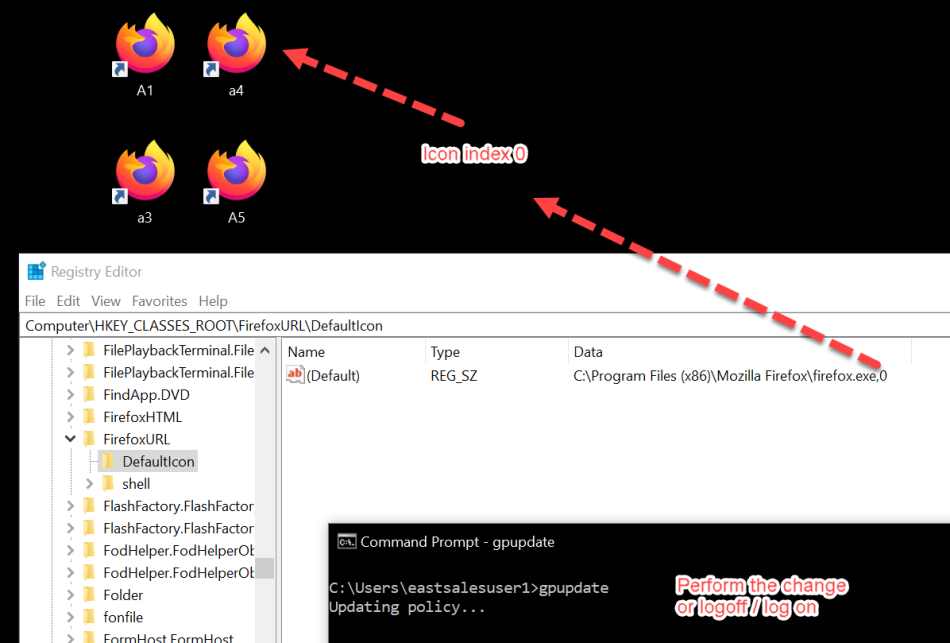 A1
a4
Icon index 0
a3
A5
Registry Editor
File Edit View Favorites Help
Computer\HKEY_CLASSES_ROOT\FirefoxURL\DefaultIcon
FilePlaybackTerminal.File
FilePlaybackTerminal.File
FindApp.DVD
FirefoxHTML
FirefoxURL
DefaultIcon
shell
FlashFactory.FlashFactor
FlashFactory.FlashFactor
FodHelper.FodHelperOb
FodHelper.FodHelperOb
Folder
fonfile
FormHost.FormHost
Name Type Data
ab (Default) REG_SZ C:\Program Files (x86)\Mozilla Firefox\firefox.exe,0
C:\. Command Prompt - gpupdate
C:\Users\eastsalesuser1>gpupdate
Updating policy...
Perform the change
or logoff / log on